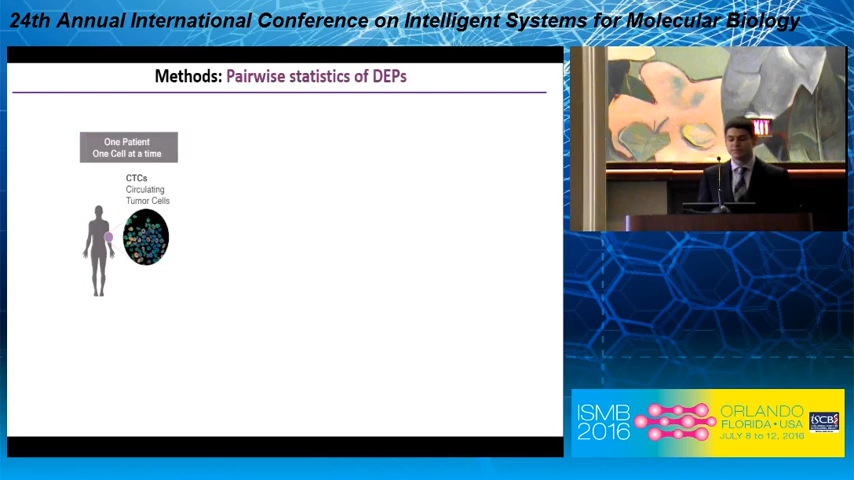 24th Annual International Conference on Intelligent Systems for Molecular Biology
Methods: Pairwise statistics of DEPs
One Patient
One Cell at a time
CTCs
Circulating
Tumor Cells
ISMB
2016
ORLANDO
FLORIDA • USA
JULY 8 to 12, 2016
ISCB